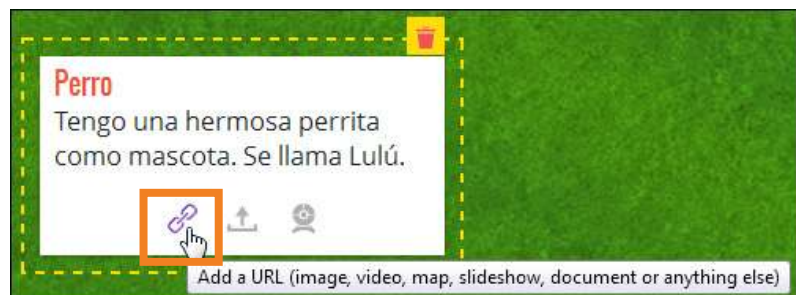 Perro
Tengo una hermosa perrita
como mascota. Se llama Lulú.
Add a URL (image, video, map, slideshow, document or anything else)